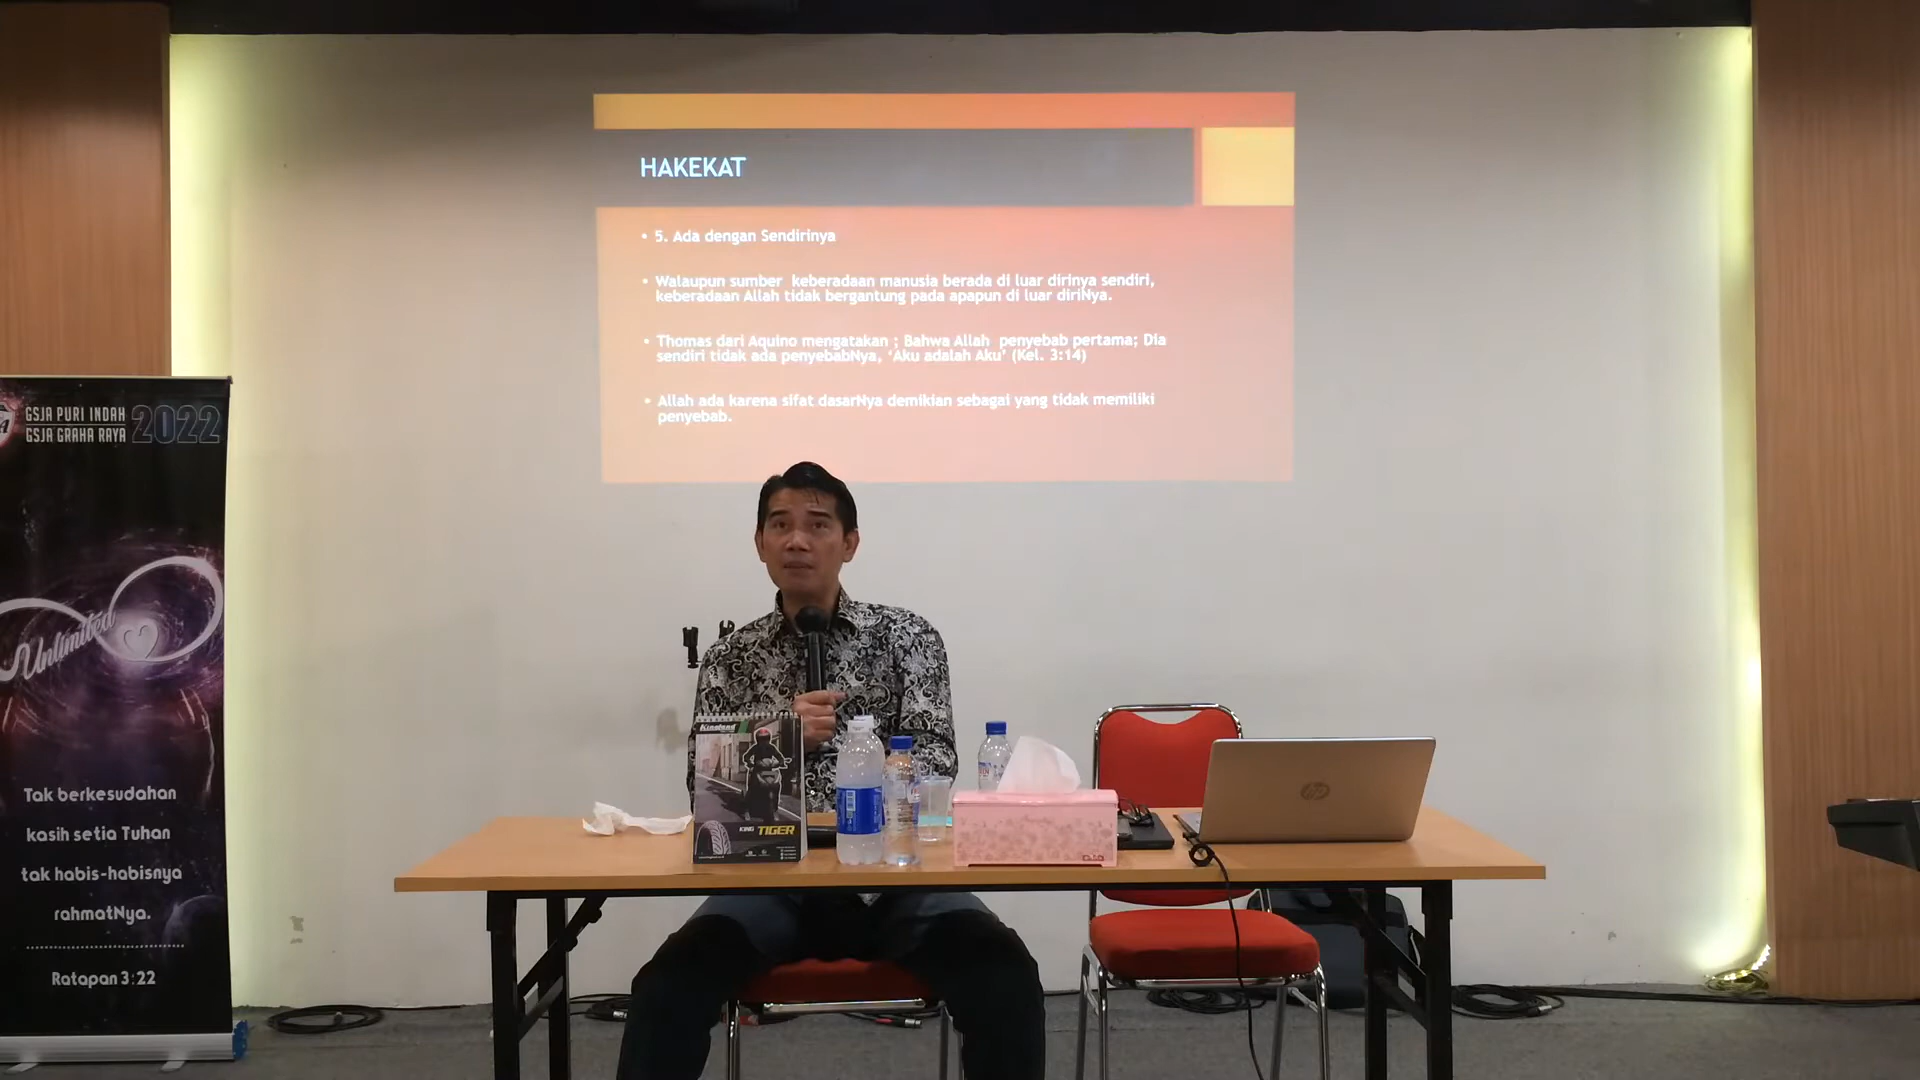 HAKEKAT
• 5. Ada dengan Sendirinya
• Walaupun sumber keberadaan manusia berada di luar dirinya sendiri,
keberadaan Allah tidak bergantung pada apapun di luar diriNya.
• Thomas dari Aquino mengatakan ; Bahwa Allah penyebab pertama; Dia
sendiri tidak ada penyebabNya, ‘Aku adalah Aku’ (Kel. 3:14)
• Allah ada karena sifat dasarNya demikian sebagai yang tidak memiliki
penyebab.
GSJA PURI INDAH
GSJA GRAHA RAYA
2022
Unlimited
Tak berkesudahan
kasih setia Tuhan
tak habis-habisnya
rahmatNya.
Ratapan 3:22
Kingland
KING TIGER
hp